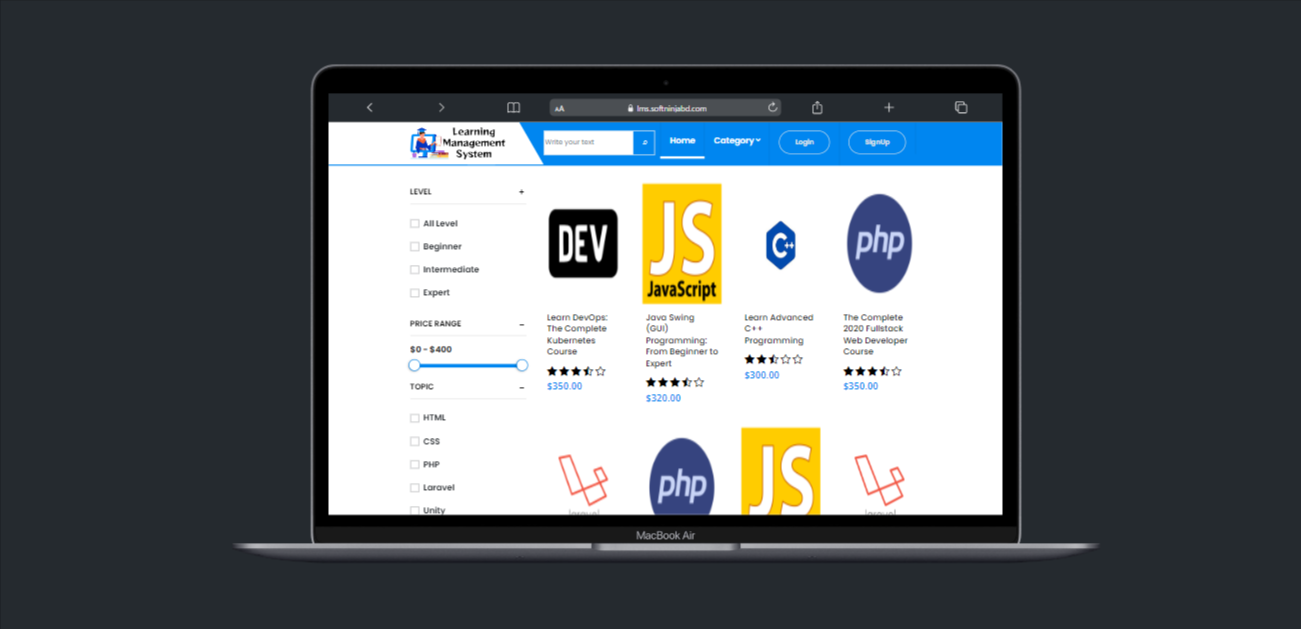 AA lms.softninjabd.com
Learning
Management
System
Write your text
Home
Category
Login
SignUp
LEVEL +
All Level
Beginner
Intermediate
Expert
PRICE RANGE –
$0 - $400
TOPIC –
HTML
CSS
PHP
Laravel
Unity
DEV
Learn DevOps:
The Complete
Kubernetes
Course
$350.00
JS
JavaScript
Java Swing
(GUI)
Programming:
From Beginner to
Expert
$320.00
C++
Learn Advanced
C++
Programming
$300.00
php
The Complete
2020 Fullstack
Web Developer
Course
$350.00
php
JS
MacBook Air